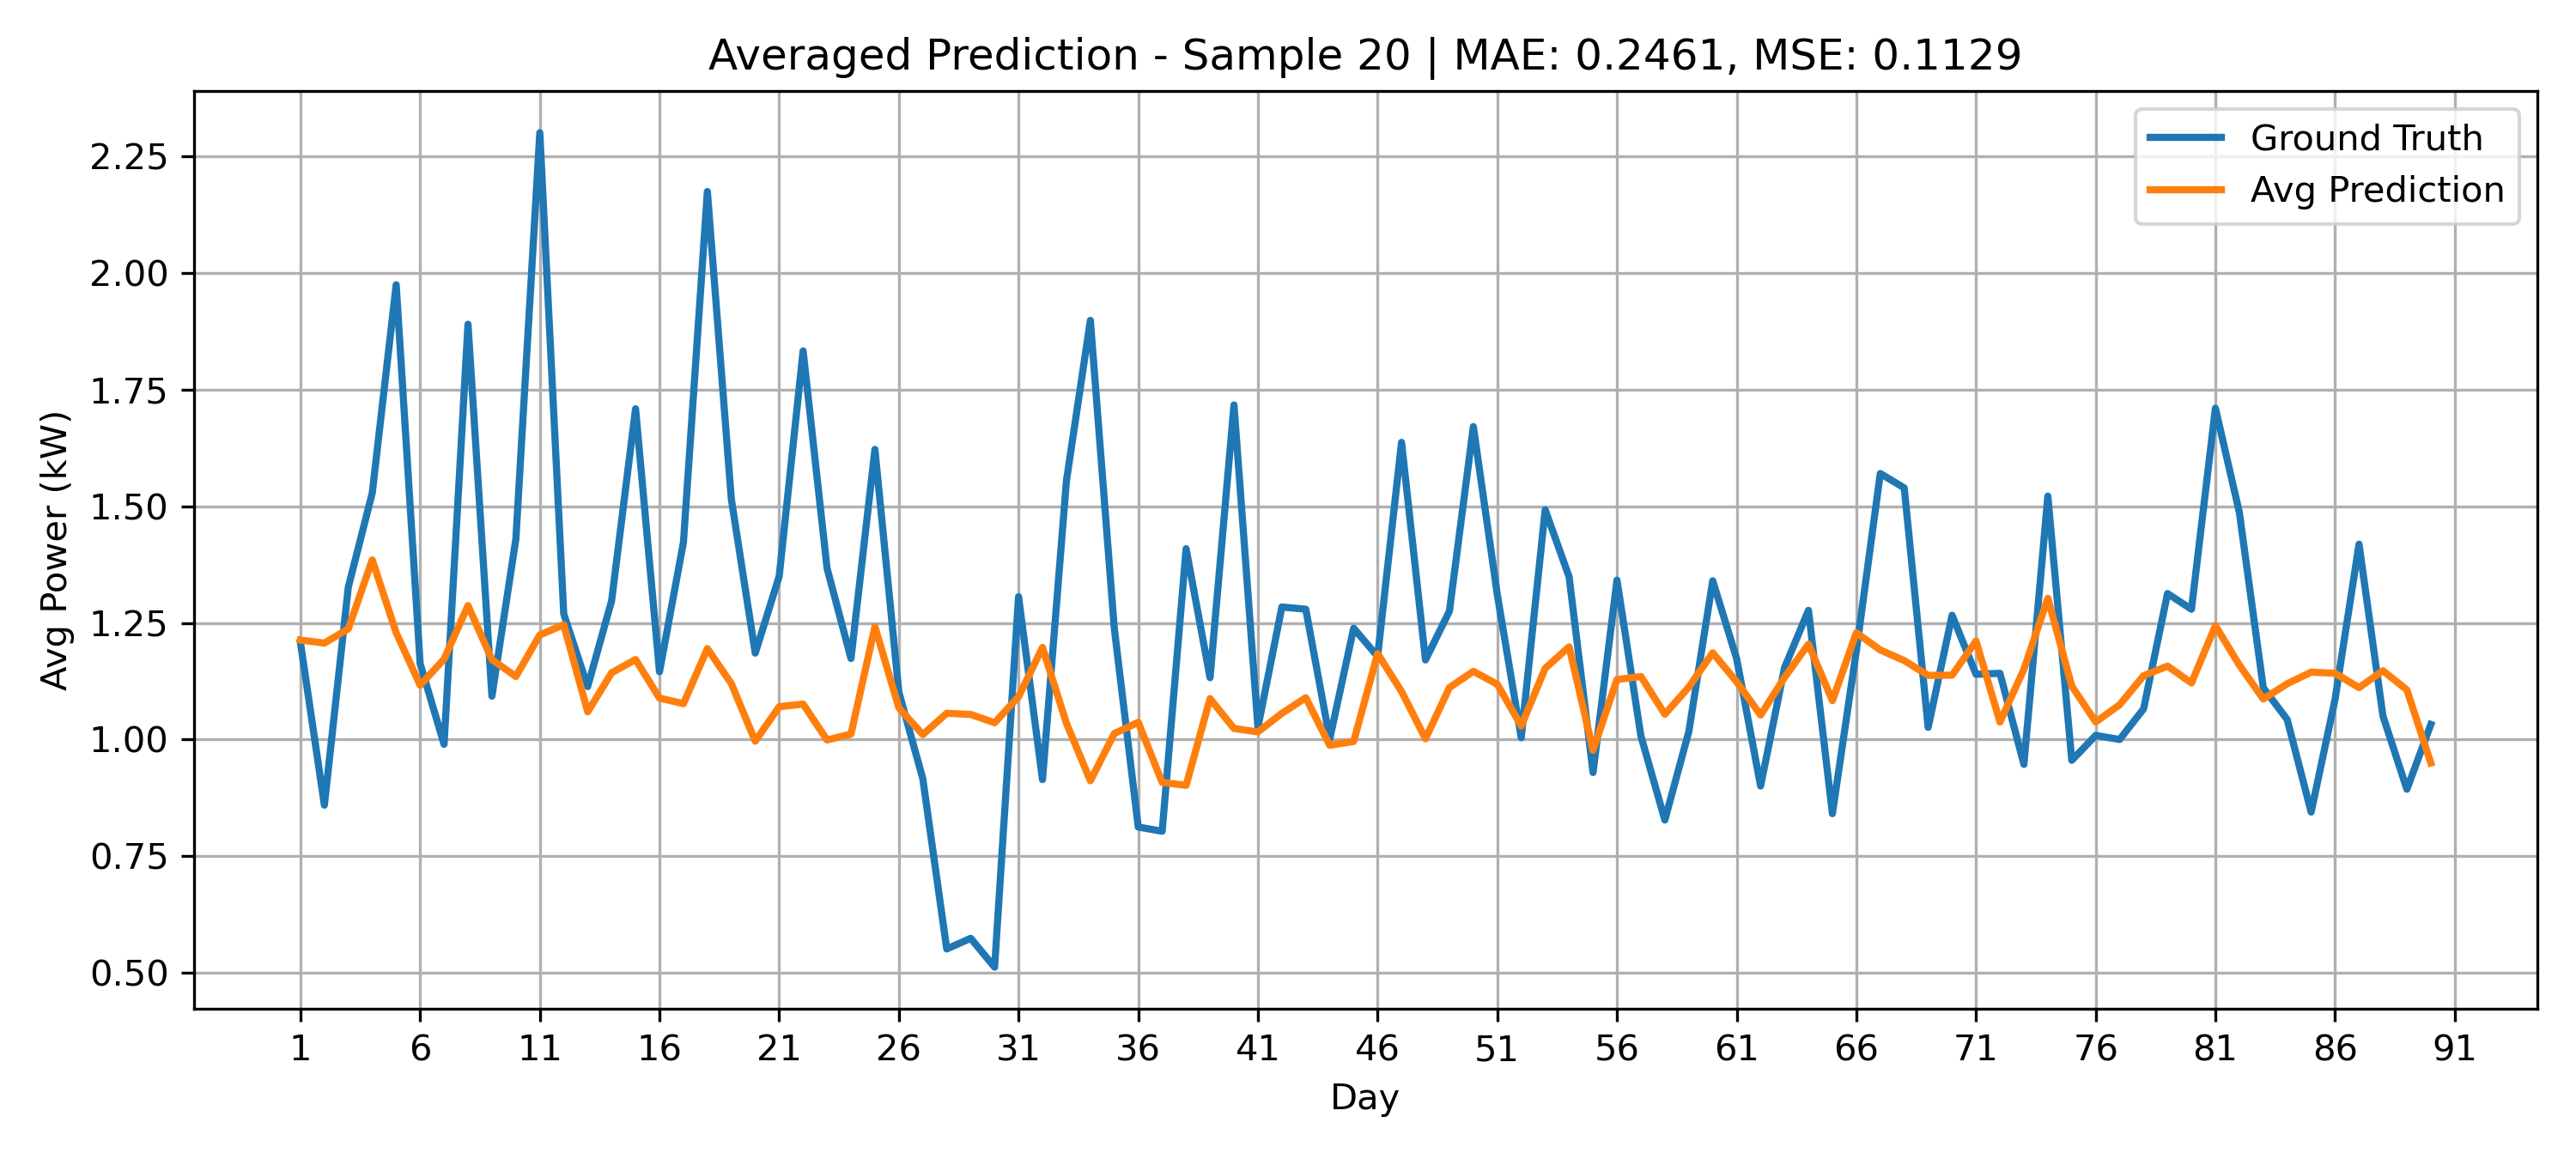 Averaged Prediction - Sample 20 | MAE: 0.2461, MSE: 0.1129
Ground Truth
Avg Prediction
Avg Power (kW)
2.25
2.00
1.75
1.50
1.25
1.00
0.75
0.50
1 6 11 16 21 26 31 36 41 46 51 56 61 66 71 76 81 86 91
Day